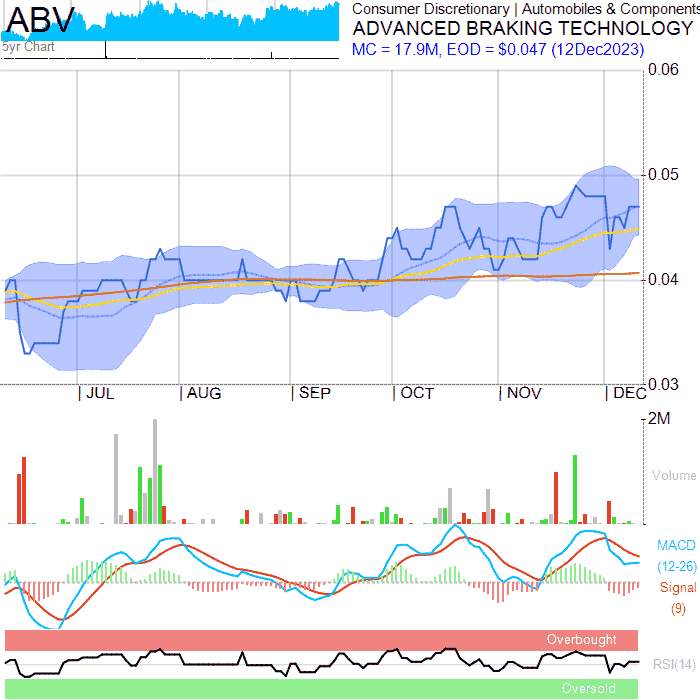 ABV
5yr Chart
Consumer Discretionary | Automobiles & Components
ADVANCED BRAKING TECHNOLOGY
MC = 17.9M, EOD = $0.047 (12Dec2023)
0.06
0.05
0.04
0.03
| JUL | AUG | SEP | OCT | NOV | DEC
2M
Volume
MACD
(12-26)
Signal
(9)
Overbought
RSI(14)
Oversold